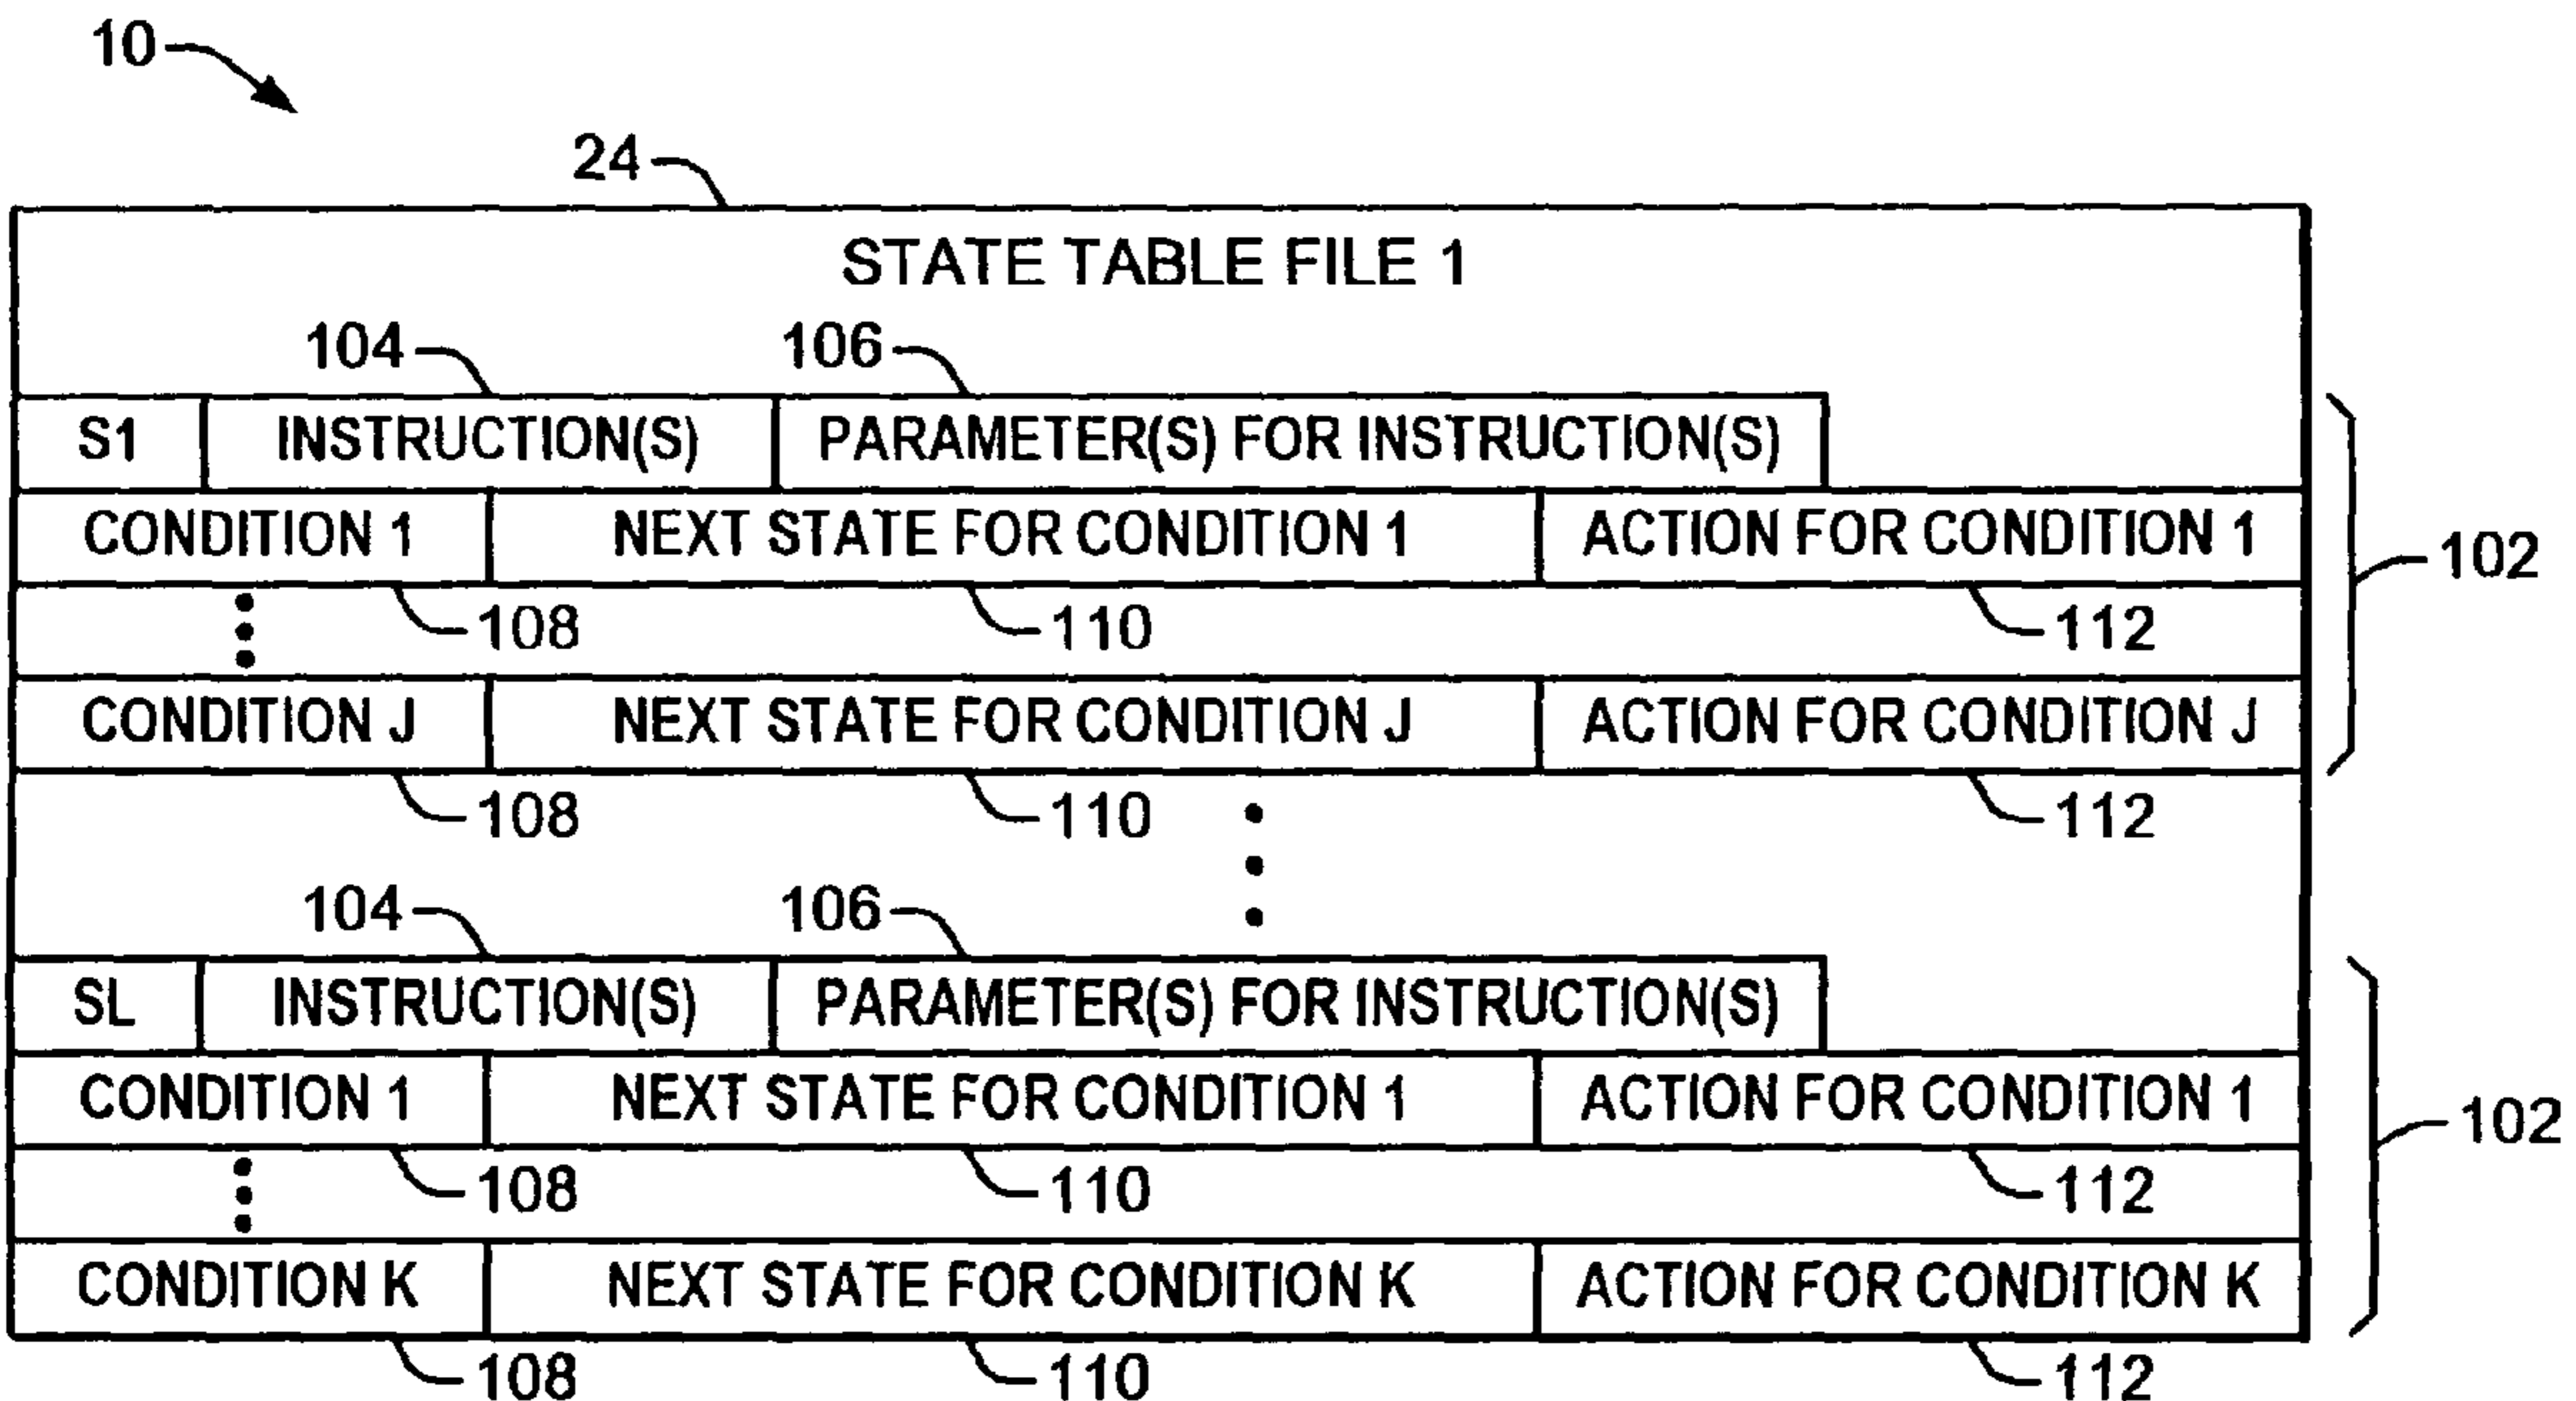 10
24
STATE TABLE FILE 1
104 106
S1 INSTRUCTION(S) PARAMETER(S) FOR INSTRUCTION(S)
CONDITION 1 NEXT STATE FOR CONDITION 1 ACTION FOR CONDITION 1
102
108 110 112
CONDITION J NEXT STATE FOR CONDITION J ACTION FOR CONDITION J
108 110 112
104 106
SL INSTRUCTION(S) PARAMETER(S) FOR INSTRUCTION(S)
CONDITION 1 NEXT STATE FOR CONDITION 1 ACTION FOR CONDITION 1
102
108 110 112
CONDITION K NEXT STATE FOR CONDITION K ACTION FOR CONDITION K
108 110 112